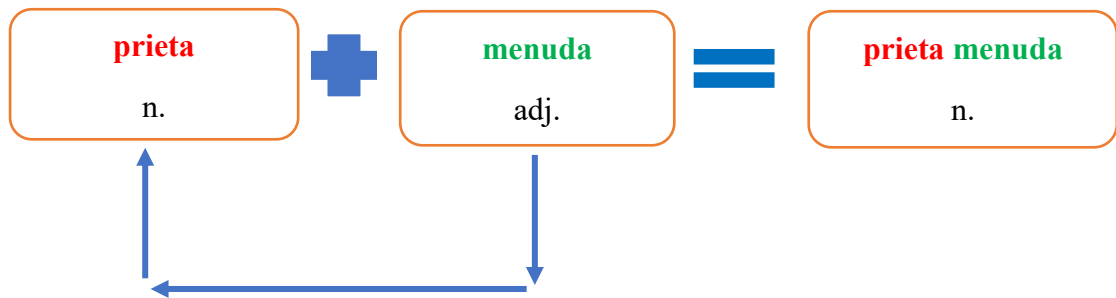 prieta
n.
menuda
adj.
prieta menuda
n.